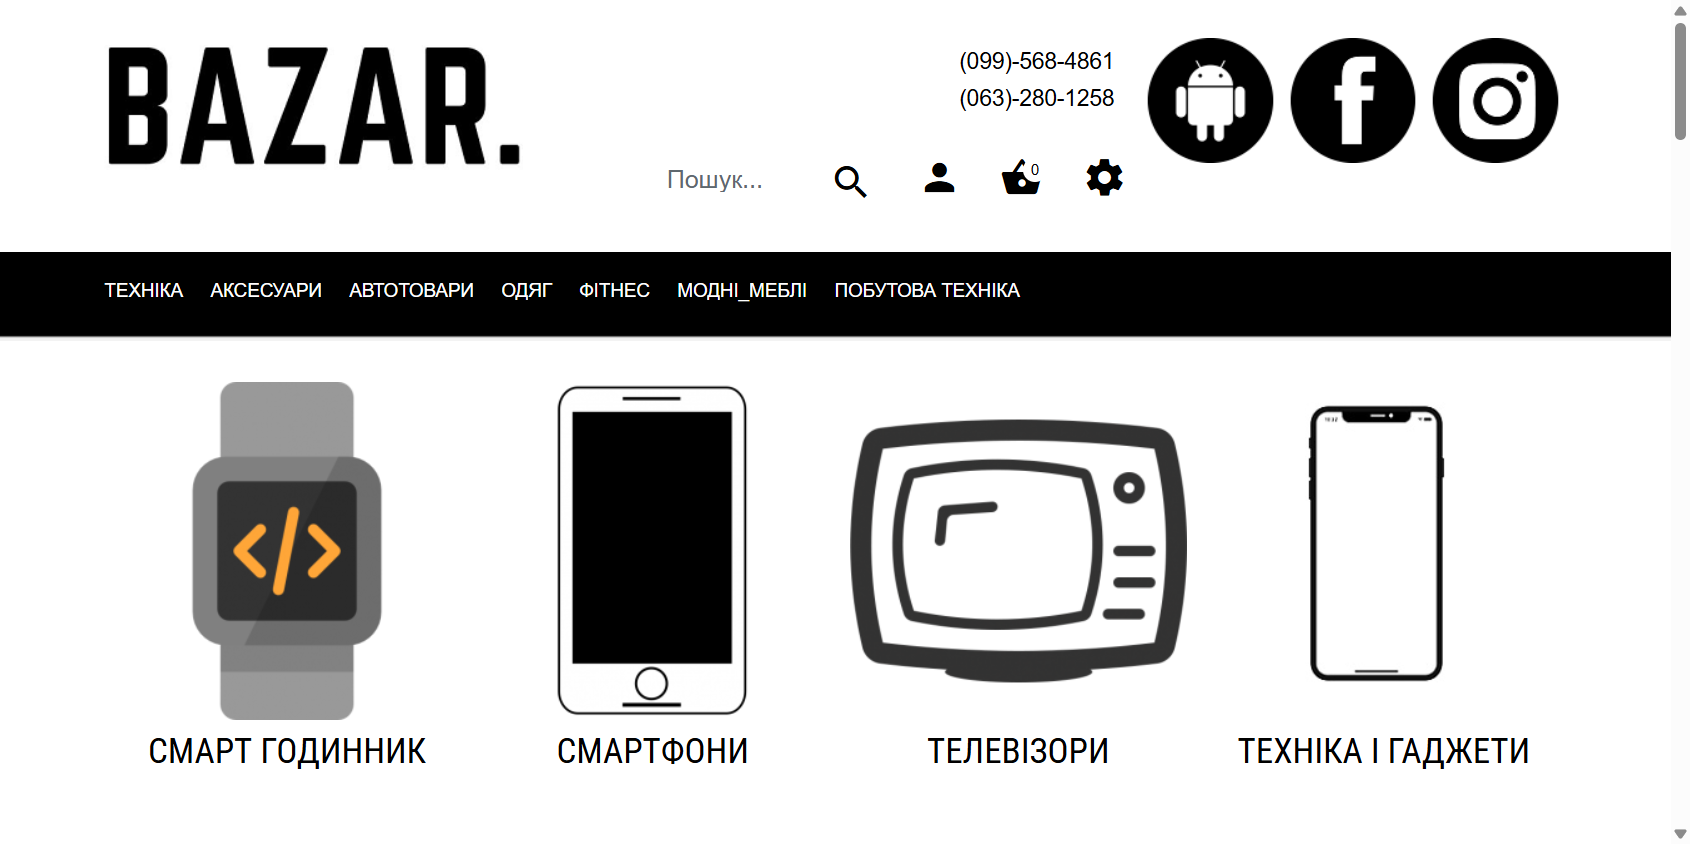 BAZAR.
(099)-568-4861
(063)-280-1258
Пошук...
0
ТЕХНІКА АКСЕСУАРИ АВТОТОВАРИ ОДЯГ ФІТНЕС МОДНІ_МЕБЛІ ПОБУТОВА ТЕХНІКА
СМАРТ ГОДИННИК
СМАРТФОНИ
ТЕЛЕВІЗОРИ
ТЕХНІКА І ГАДЖЕТИ